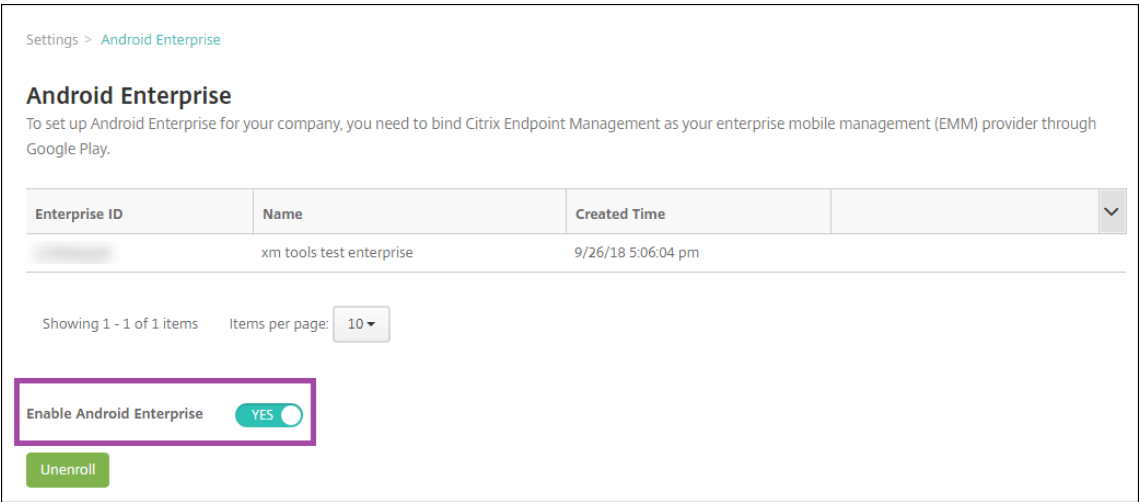 Settings > Android Enterprise
Android Enterprise
To set up Android Enterprise for your company, you need to bind Citrix Endpoint Management as your enterprise mobile management (EMM) provider through
Google Play.
Enterprise ID Name Created Time
xm tools test enterprise 9/26/18 5:06:04 pm
Showing 1 - 1 of 1 items Items per page: 10
Enable Android Enterprise YES
Unenroll